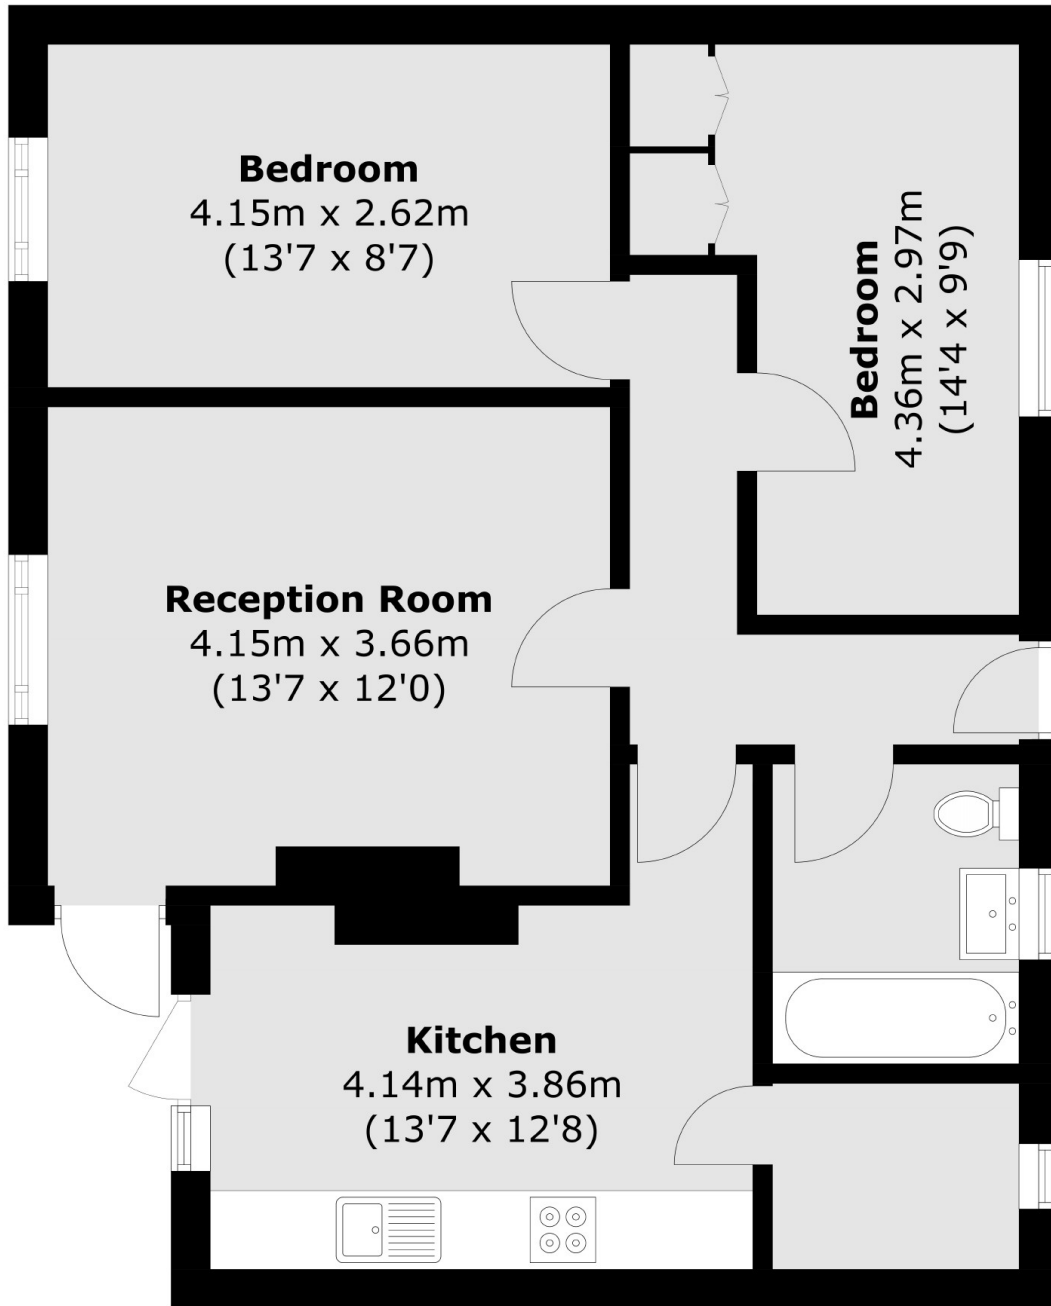 Bedroom
4.15m x 2.62m
(13'7 x 8'7)
Bedroom
4.36m x 2.97m
(14'4 x 9'9)
Reception Room
4.15m x 3.66m
(13'7 x 12'0)
Kitchen
4.14m x 3.86m
(13'7 x 12'8)